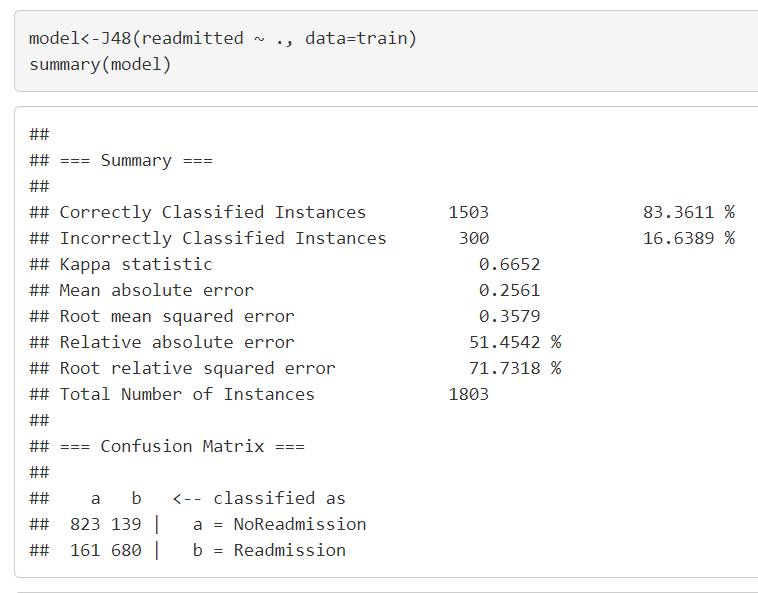 model<-J48(readmitted ~ ., data=train)
summary(model)
##
## === Summary ===
##
## Correctly Classified Instances        1503               83.3611 %
## Incorrectly Classified Instances       300               16.6389 %
## Kappa statistic                          0.6652
## Mean absolute error                      0.2561
## Root mean squared error                  0.3579
## Relative absolute error                 51.4542 %
## Root relative squared error             71.7318 %
## Total Number of Instances             1803
##
## === Confusion Matrix ===
##
##    a   b   <-- classified as
##  823 139 |   a = NoReadmission
##  161 680 |   b = Readmission